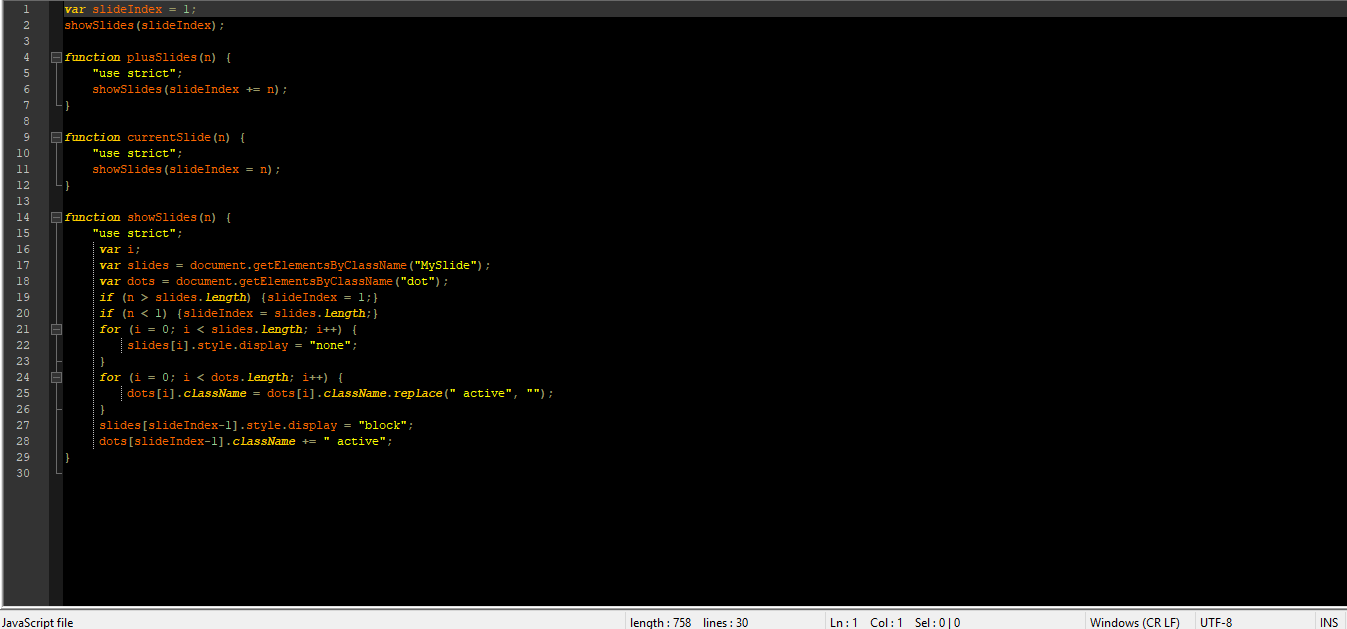 1 var slideIndex = 1;
2 showSlides(slideIndex);
3
4 function plusSlides(n) {
5 "use strict";
6 showSlides(slideIndex += n);
7 }
8
9 function currentSlide(n) {
10 "use strict";
11 showSlides(slideIndex = n);
12 }
13
14 function showSlides(n) {
15 "use strict";
16 var i;
17 var slides = document.getElementsByClassName("MySlide");
18 var dots = document.getElementsByClassName("dot");
19 if (n > slides.length) {slideIndex = 1;}
20 if (n < 1) {slideIndex = slides.length;}
21 for (i = 0; i < slides.length; i++) {
22 slides[i].style.display = "none";
23 }
24 for (i = 0; i < dots.length; i++) {
25 dots[i].className = dots[i].className.replace(" active", "");
26 }
27 slides[slideIndex-1].style.display = "block";
28 dots[slideIndex-1].className += " active";
29 }
30
JavaScript file length : 758 lines : 30 Ln : 1 Col : 1 Sel : 0 | 0 Windows (CR LF) UTF-8 INS